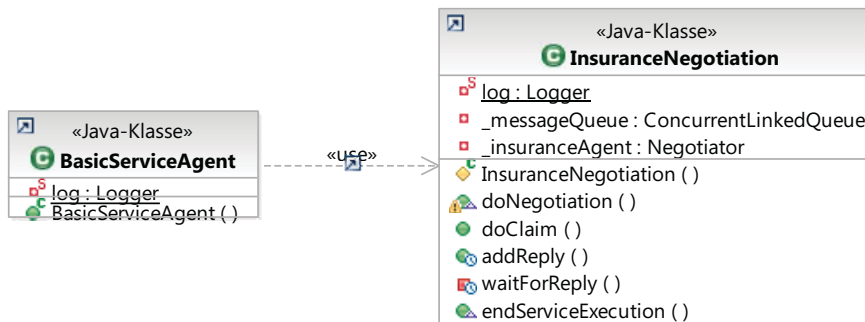 «Java-Klasse»
BasicServiceAgent
log : Logger
BasicServiceAgent ( )
«use»
«Java-Klasse»
InsuranceNegotiation
log : Logger
_messageQueue : ConcurrentLinkedQueue
_insuranceAgent : Negotiator
InsuranceNegotiation ( )
doNegotiation ( )
doClaim ( )
addReply ( )
waitForReply ( )
endServiceExecution ( )